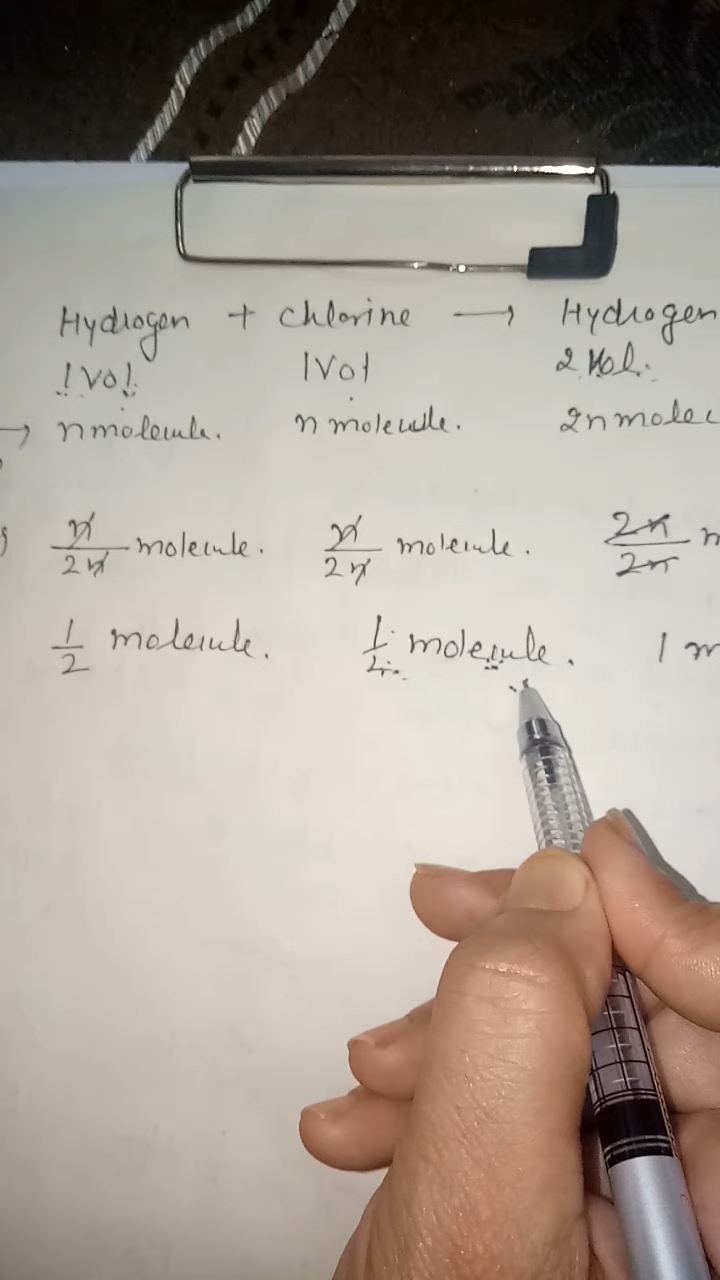 Hydrogen + Chlorine → Hydrogen
1 Vol 1 Vol 2 Vol.
→ n molecule. n molecule. 2n molec
n/2n molecule. n/2n molecule. 2n/2n m
1/2 molecule. 1/2 molecule. 1 m